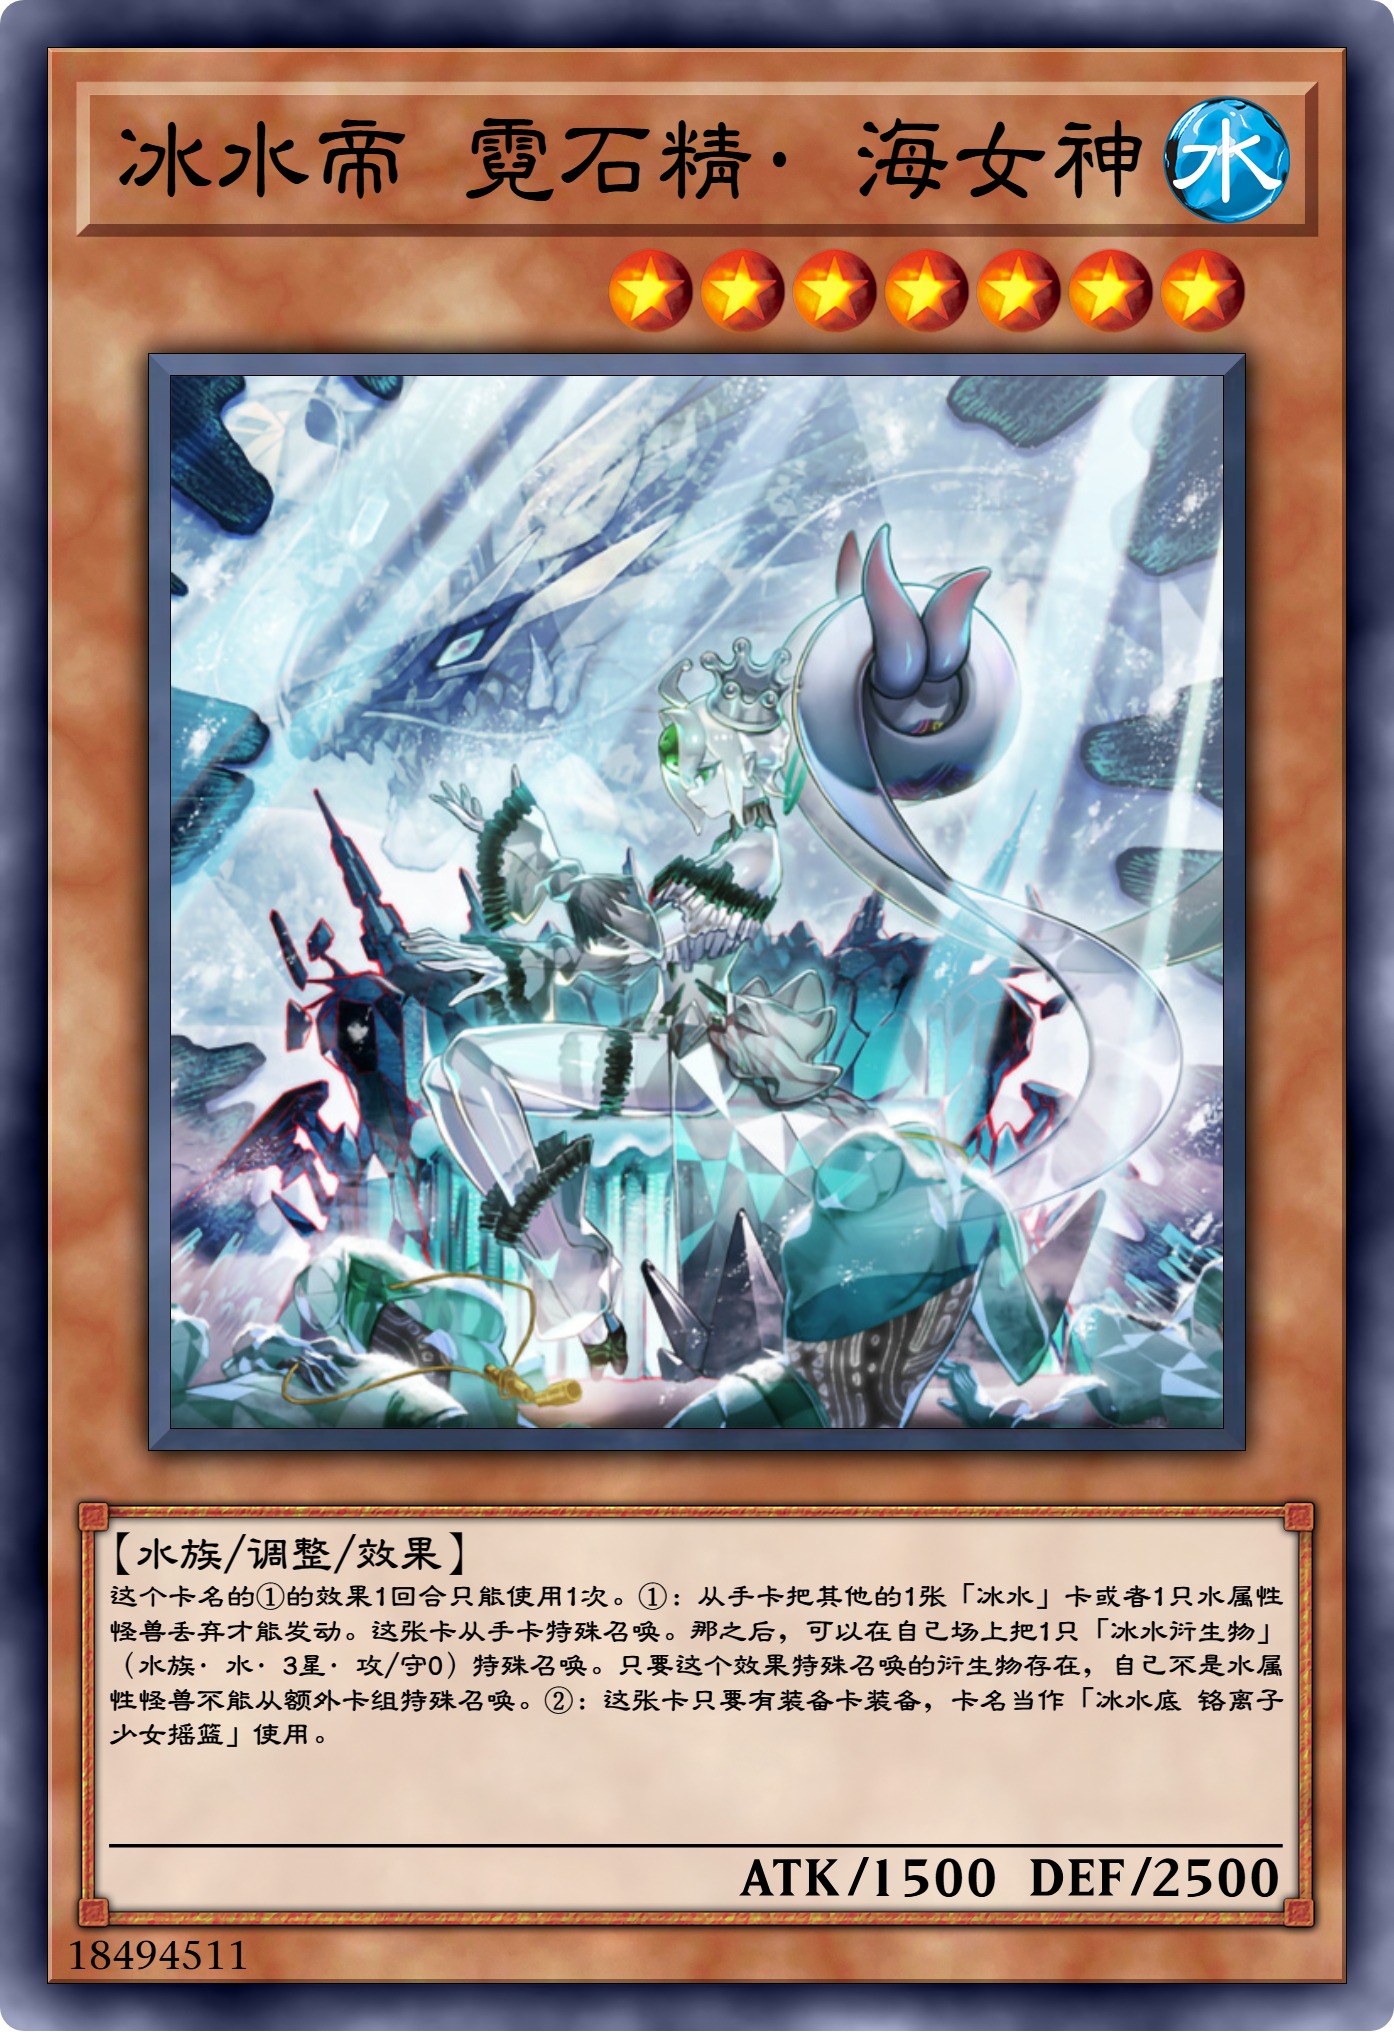 冰水帝 霓石精· 海女神 水
【水族/调整/效果】
这个卡名的①的效果1回合只能使用1次。①：从手卡把其他的1张「冰水」卡或者1只水属性
怪兽丢弃才能发动。这张卡从手卡特殊召唤。那之后，可以在自己场上把1只「冰水衍生物」
（水族· 水· 3星· 攻/守0）特殊召唤。只要这个效果特殊召唤的衍生物存在，自己不是水属
性怪兽不能从额外卡组特殊召唤。②：这张卡只要有装备卡装备，卡名当作「冰水底 铬离子
少女摇篮」使用。
ATK/1500 DEF/2500
18494511